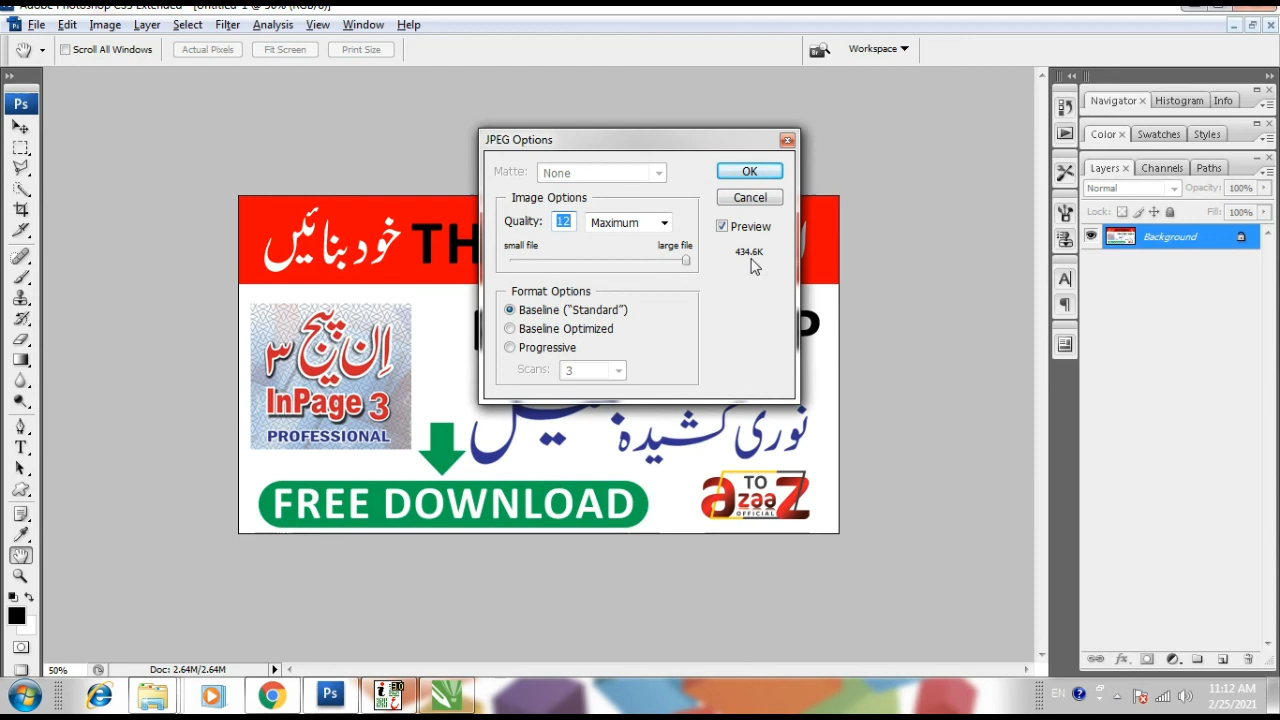 Adobe Photoshop CS3 Extended - [Untitled-1 @ 50% (RGB/8)]
File Edit Image Layer Select Filter Analysis View Window Help
Scroll All Windows Actual Pixels Fit Screen Print Size Workspace
Ps
Navigator x Histogram Info
Color x Swatches Styles
Layers x Channels Paths
Normal Opacity: 100%
Lock: Fill: 100%
Background
JPEG Options
Matte: None
OK
Image Options
Cancel
Quality: 12 Maximum
Preview
small file large file
434.6K
Format Options
Baseline ("Standard")
Baseline Optimized
Progressive
Scans: 3
خود بنائیں
TH
P
اِن پیج ۳
InPage 3
PROFESSIONAL
نوری کشیدہ
FREE DOWNLOAD
TO
azaaZ
OFFICIAL
50% Doc: 2.64M/2.64M
Ps
EN 11:12 AM
2/25/2021